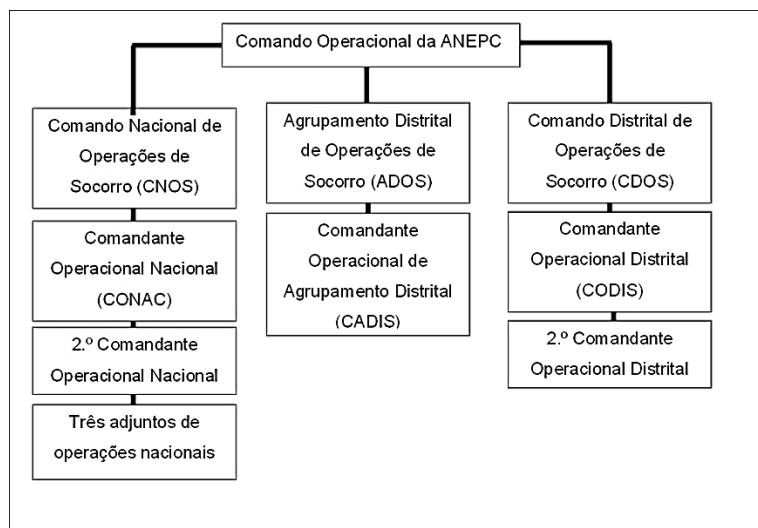 Comando Operacional da ANEPC
Comando Nacional de
Operações de
Socorro (CNOS)
Comandante
Operacional Nacional
(CONAC)
2.º Comandante
Operacional Nacional
Três adjuntos de
operações nacionais
Agrupamento Distrital
de Operações de
Socorro (ADOS)
Comandante
Operacional de
Agrupamento Distrital
(CADIS)
Comando Distrital de
Operações de
Socorro (CDOS)
Comandante
Operacional Distrital
(CODIS)
2.º Comandante
Operacional Distrital